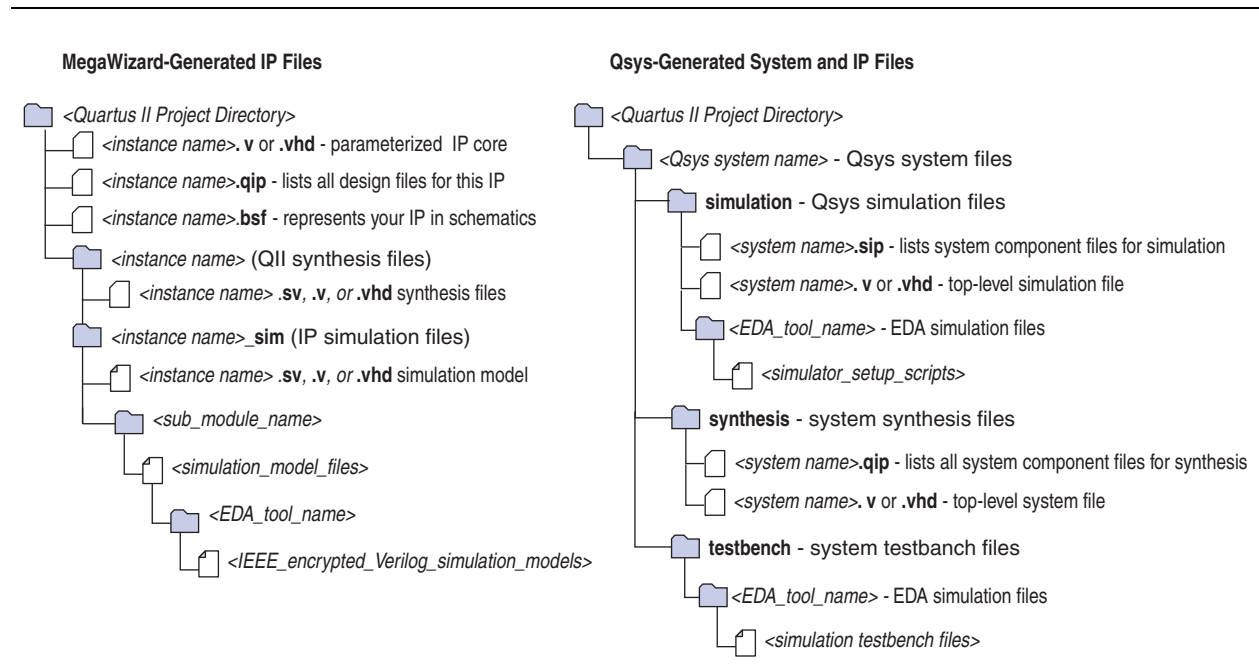 MegaWizard-Generated IP Files
<Quartus II Project Directory>
<instance name>. v or .vhd - parameterized IP core
<instance name>.qip - lists all design files for this IP
<instance name>.bsf - represents your IP in schematics
<instance name> (QII synthesis files)
<instance name> .sv, .v, or .vhd synthesis files
<instance name>_sim (IP simulation files)
<instance name> .sv, .v, or .vhd simulation model
<sub_module_name>
<simulation_model_files>
<EDA_tool_name>
<IEEE_encrypted_Verilog_simulation_models>
Qsys-Generated System and IP Files
<Quartus II Project Directory>
<Qsys system name> - Qsys system files
simulation - Qsys simulation files
<system name>.sip - lists system component files for simulation
<system name>. v or .vhd - top-level simulation file
<EDA_tool_name> - EDA simulation files
<simulator_setup_scripts>
synthesis - system synthesis files
<system name>.qip - lists all system component files for synthesis
<system name>. v or .vhd - top-level system file
testbench - system testbanch files
<EDA_tool_name> - EDA simulation files
<simulation testbench files>